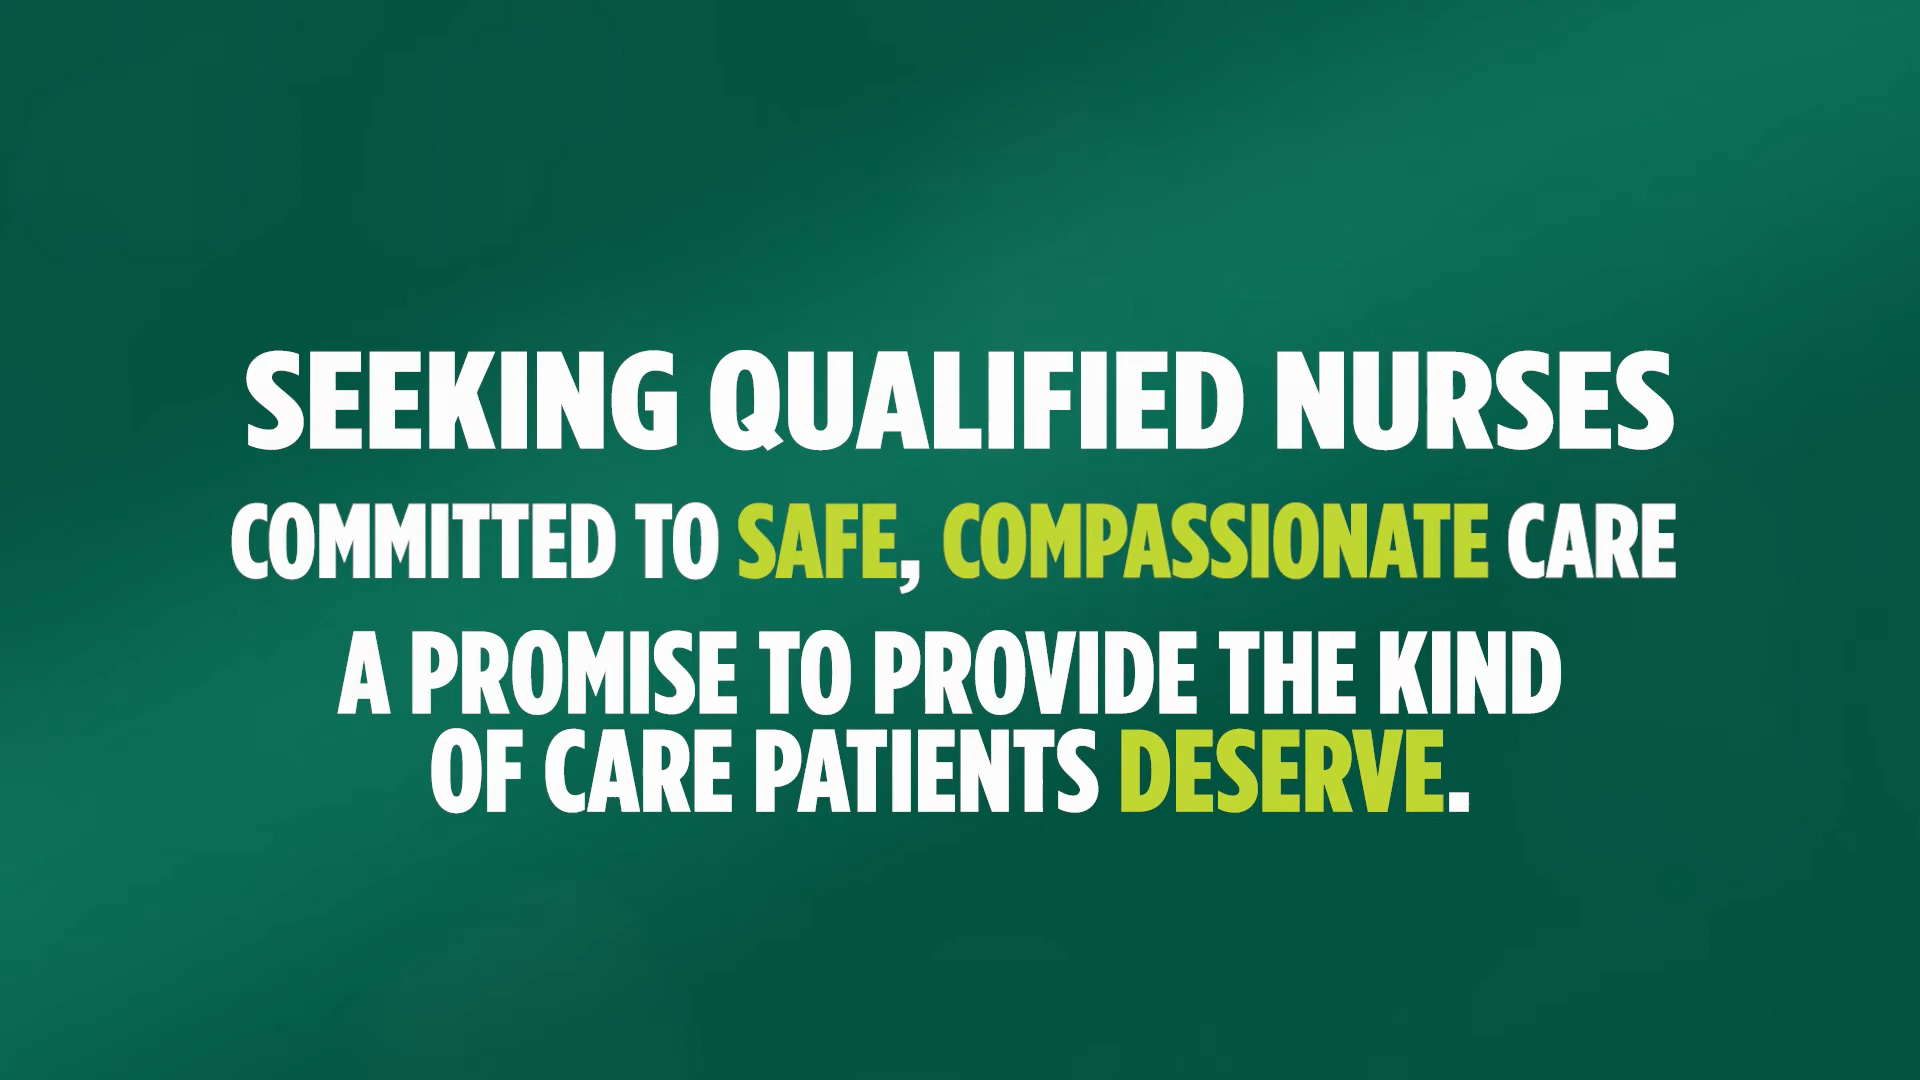 SEEKING QUALIFIED NURSES
COMMITTED TO SAFE, COMPASSIONATE CARE
A PROMISE TO PROVIDE THE KIND
OF CARE PATIENTS DESERVE.